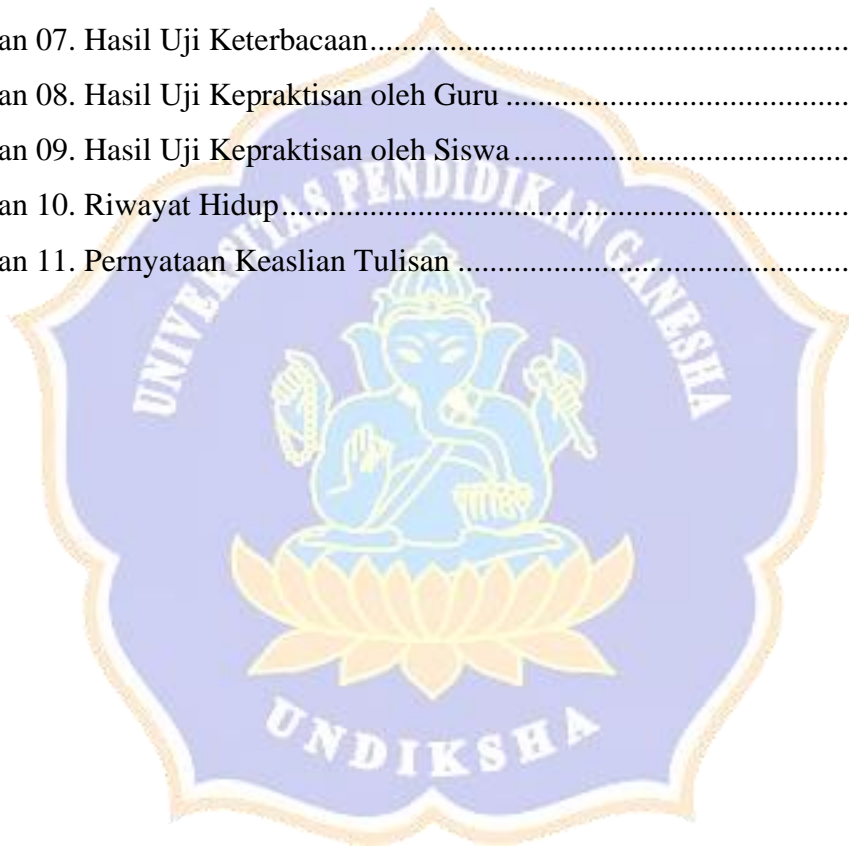 an 07. Hasil Uji Keterbacaan........................................................................
an 08. Hasil Uji Kepraktisan oleh Guru ....................................................
an 09. Hasil Uji Kepraktisan oleh Siswa....................................................
an 10. Riwayat Hidup....................................................................................
an 11. Pernyataan Keaslian Tulisan ............................................................
UNIVERSITAS PENDIDIKAN GANESHA
UNDIKSHA